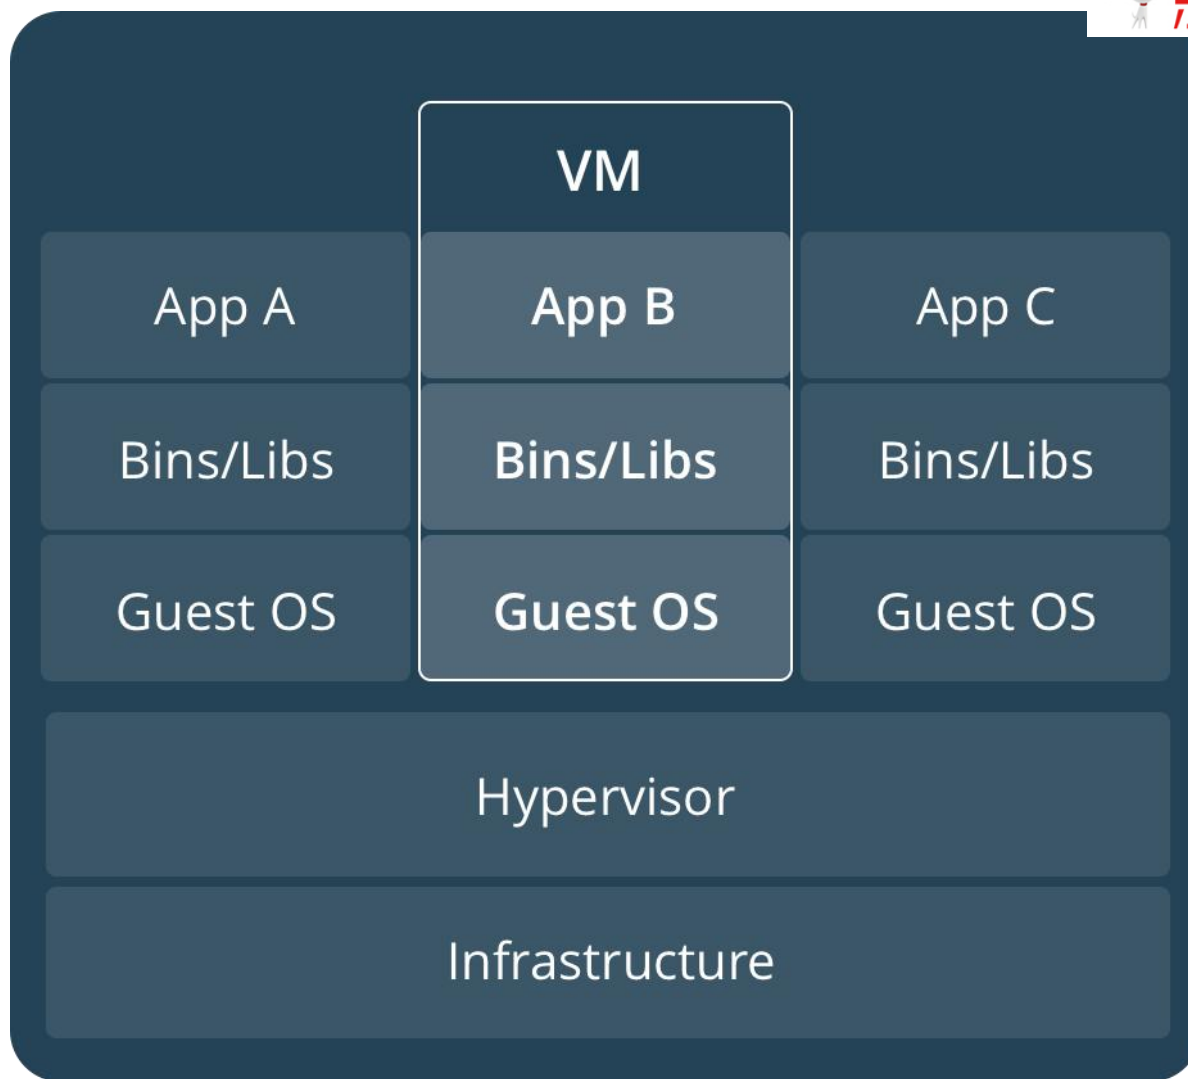 VM
App A
App B
App C
Bins/Libs
Bins/Libs
Bins/Libs
Guest OS
Guest OS
Guest OS
Hypervisor
Infrastructure